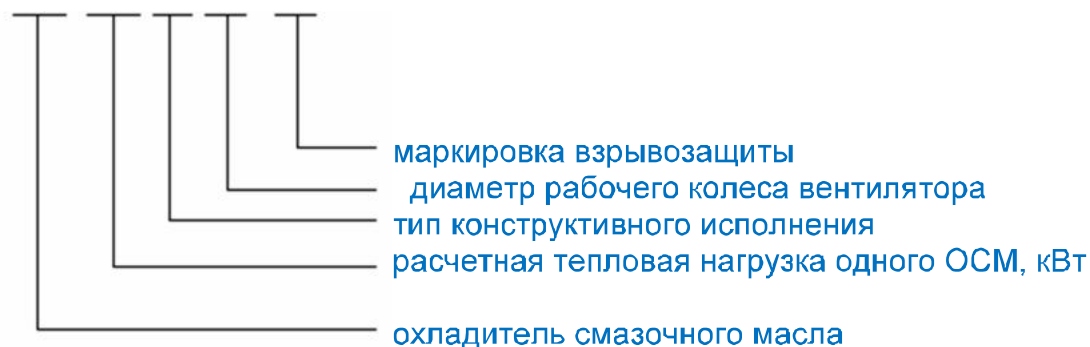 маркировка взрывозащиты
диаметр рабочего колеса вентилятора
тип конструктивного исполнения
расчетная тепловая нагрузка одного ОСМ, кВт
охладитель смазочного масла